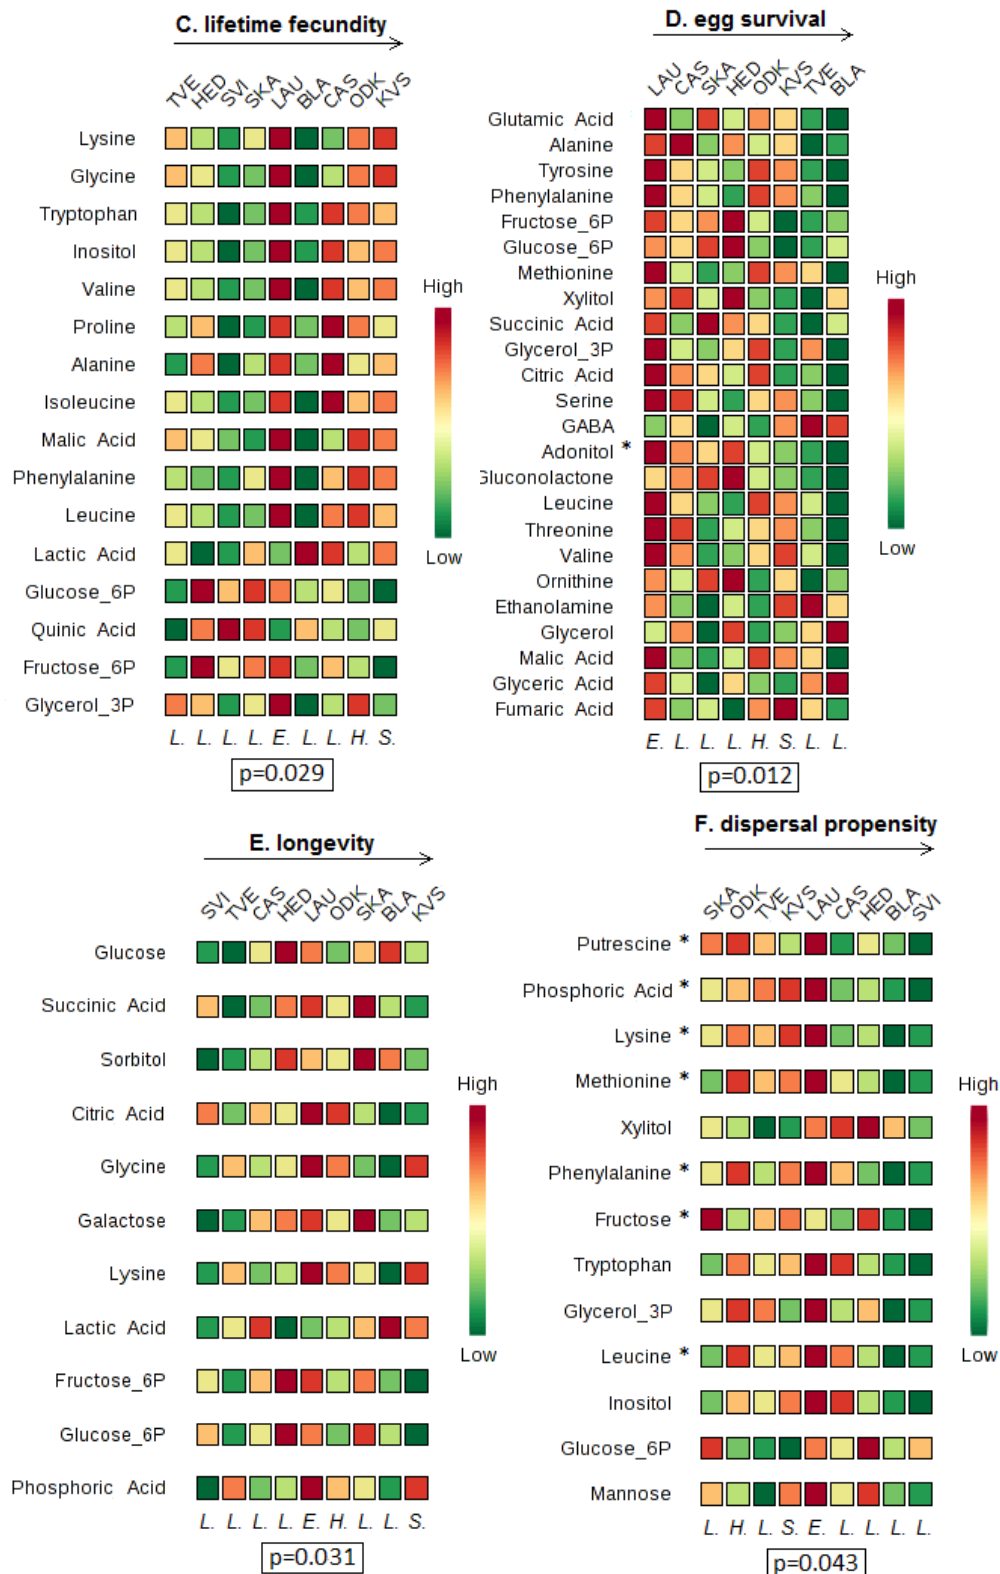 C. lifetime fecundity
TVE HED SVI SKA LAU BLA CAS ODK KVS
Lysine
Glycine
Tryptophan
Inositol
Valine
Proline
Alanine
Isoleucine
Malic Acid
Phenylalanine
Leucine
Lactic Acid
Glucose_6P
Quinic Acid
Fructose_6P
Glycerol_3P
High
Low
L. L. L. L. E. L. L. H. S.
p=0.029
D. egg survival
LAU CAS SKA HED ODK KVS TVE BLA
Glutamic Acid
Alanine
Tyrosine
Phenylalanine
Fructose_6P
Glucose_6P
Methionine
Xylitol
Succinic Acid
Glycerol_3P
Citric Acid
Serine
GABA
Adonitol *
Gluconolactone
Leucine
Threonine
Valine
Ornithine
Ethanolamine
Glycerol
Malic Acid
Glyceric Acid
Fumaric Acid
High
Low
E. L. L. L. H. S. L. L.
p=0.012
E. longevity
SVI TVE CAS HED LAU ODK SKA BLA KVS
Glucose
Succinic Acid
Sorbitol
Citric Acid
Glycine
Galactose
Lysine
Lactic Acid
Fructose_6P
Glucose_6P
Phosphoric Acid
High
Low
L. L. L. L. E. H. L. L. S.
p=0.031
F. dispersal propensity
SKA ODK TVE KVS LAU CAS HED BLA SVI
Putrescine *
Phosphoric Acid *
Lysine *
Methionine *
Xylitol
Phenylalanine *
Fructose *
Tryptophan
Glycerol_3P
Leucine *
Inositol
Glucose_6P
Mannose
High
Low
L. H. L. S. E. L. L. L. L.
p=0.043